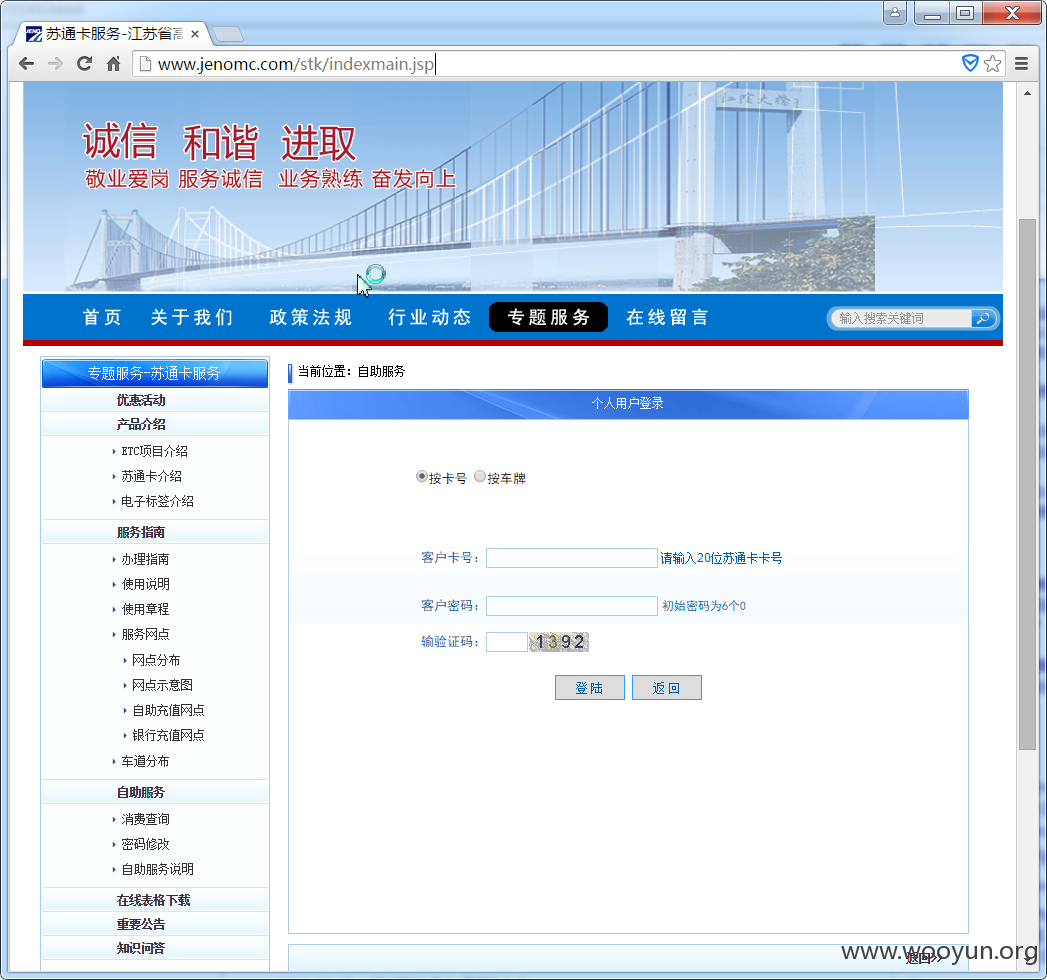 苏通卡服务-江苏省高
www.jenomc.com/stk/indexmain.jsp
江阴大桥
诚信 和谐 进取
敬业爱岗 服务诚信 业务熟练 奋发向上
首页 关于我们 政策法规 行业动态 专题服务 在线留言 输入搜索关键词
专题服务-苏通卡服务
优惠活动
产品介绍
ETC项目介绍
苏通卡介绍
电子标签介绍
服务指南
办理指南
使用说明
使用章程
服务网点
网点分布
网点示意图
自助充值网点
银行充值网点
车道分布
自助服务
消费查询
密码修改
自助服务说明
在线表格下载
重要公告
知识问答
当前位置：自助服务
个人用户登录
按卡号 按车牌
客户卡号： 请输入20位苏通卡卡号
客户密码： 初始密码为6个0
输验证码： 1392
登陆 返回
返回>>
www.wooyun.org